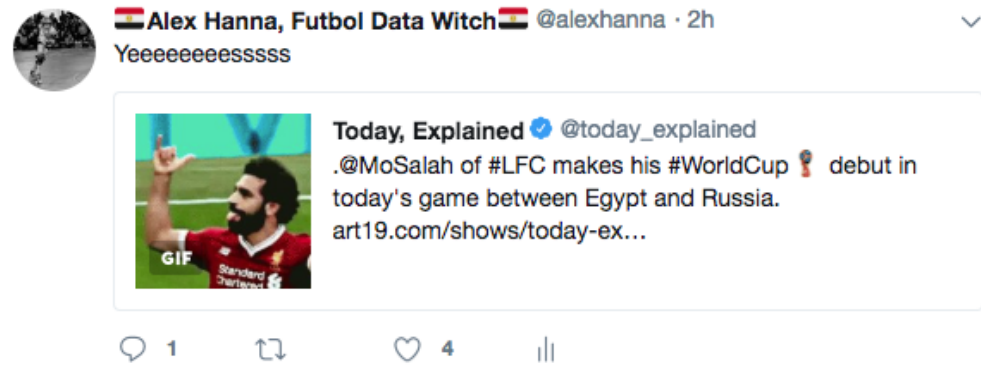 🇪🇬Alex Hanna, Futbol Data Witch🇪🇬 @alexhanna · 2h
Yeeeeeeeesssss
Today, Explained @today_explained
.@MoSalah of #LFC makes his #WorldCup debut in
today's game between Egypt and Russia.
art19.com/shows/today-ex…
GIF
Standard
Chartered
1
4